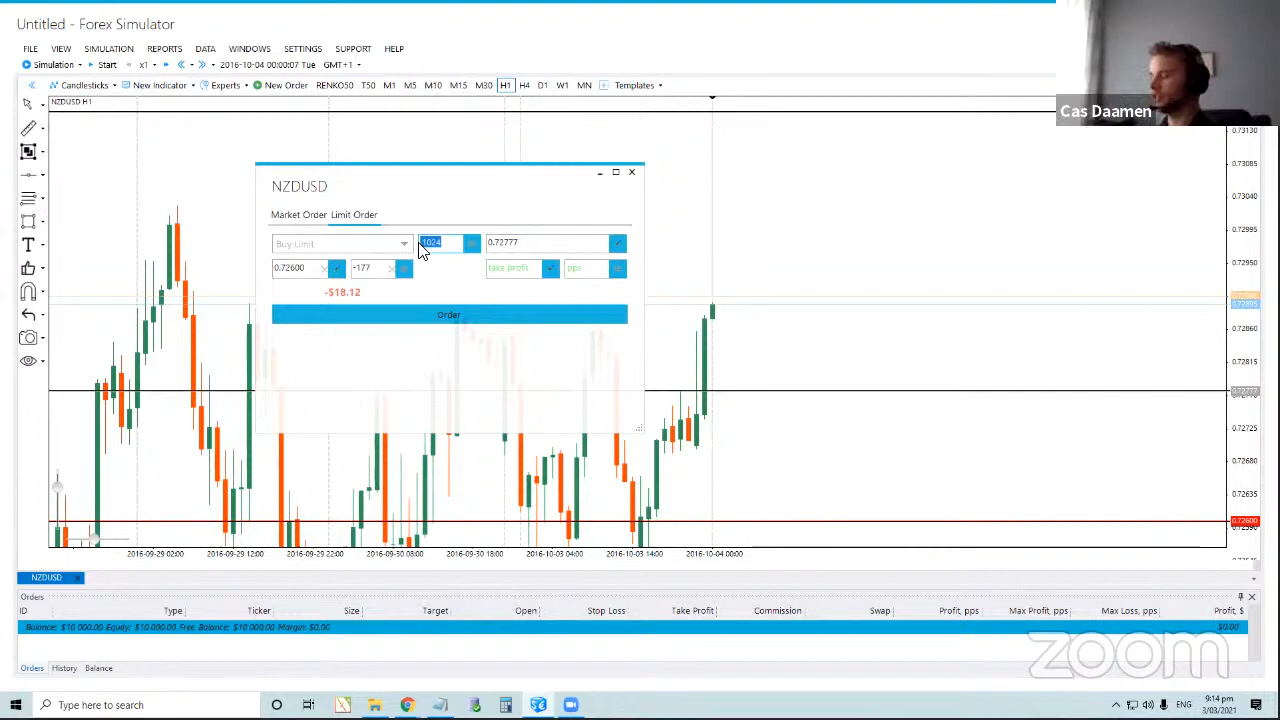 Untitled - Forex Simulator
FILE VIEW SIMULATION REPORTS DATA WINDOWS SETTINGS SUPPORT HELP
Simulation Start x1 2016-10-04 00:00:07 Tue GMT+1
Candlesticks New Indicator Experts New Order RENKO50 T50 M1 M5 M10 M15 M30 H1 H4 D1 W1 MN Templates
NZDUSD H1
Cas Daamen
0.73130
0.73085
0.73040
0.72995
0.72950
0.72895
0.72860
0.72815
0.72777
0.72725
0.72680
0.72635
0.72600
NZDUSD
Market Order Limit Order
Buy Limit 1024 0.72777
0.72600 -177 take profit pps
-$18.12
Order
2016-09-29 02:00 2016-09-29 12:00 2016-09-29 22:00 2016-09-30 08:00 2016-09-30 18:00 2016-10-03 04:00 2016-10-03 14:00 2016-10-04 00:00
NZDUSD
Orders
ID Type Ticker Size Target Open Stop Loss Take Profit Commission Swap Profit, pps Max Profit, pps Max Loss, pps Profit, $
Balance: $10 000.00 Equity: $10 000.00 Free Balance: $10 000.00 Margin: $0.00 $0.00
zoom
Orders History Balance
Type here to search
ENG
9:14 pm
3/03/2021